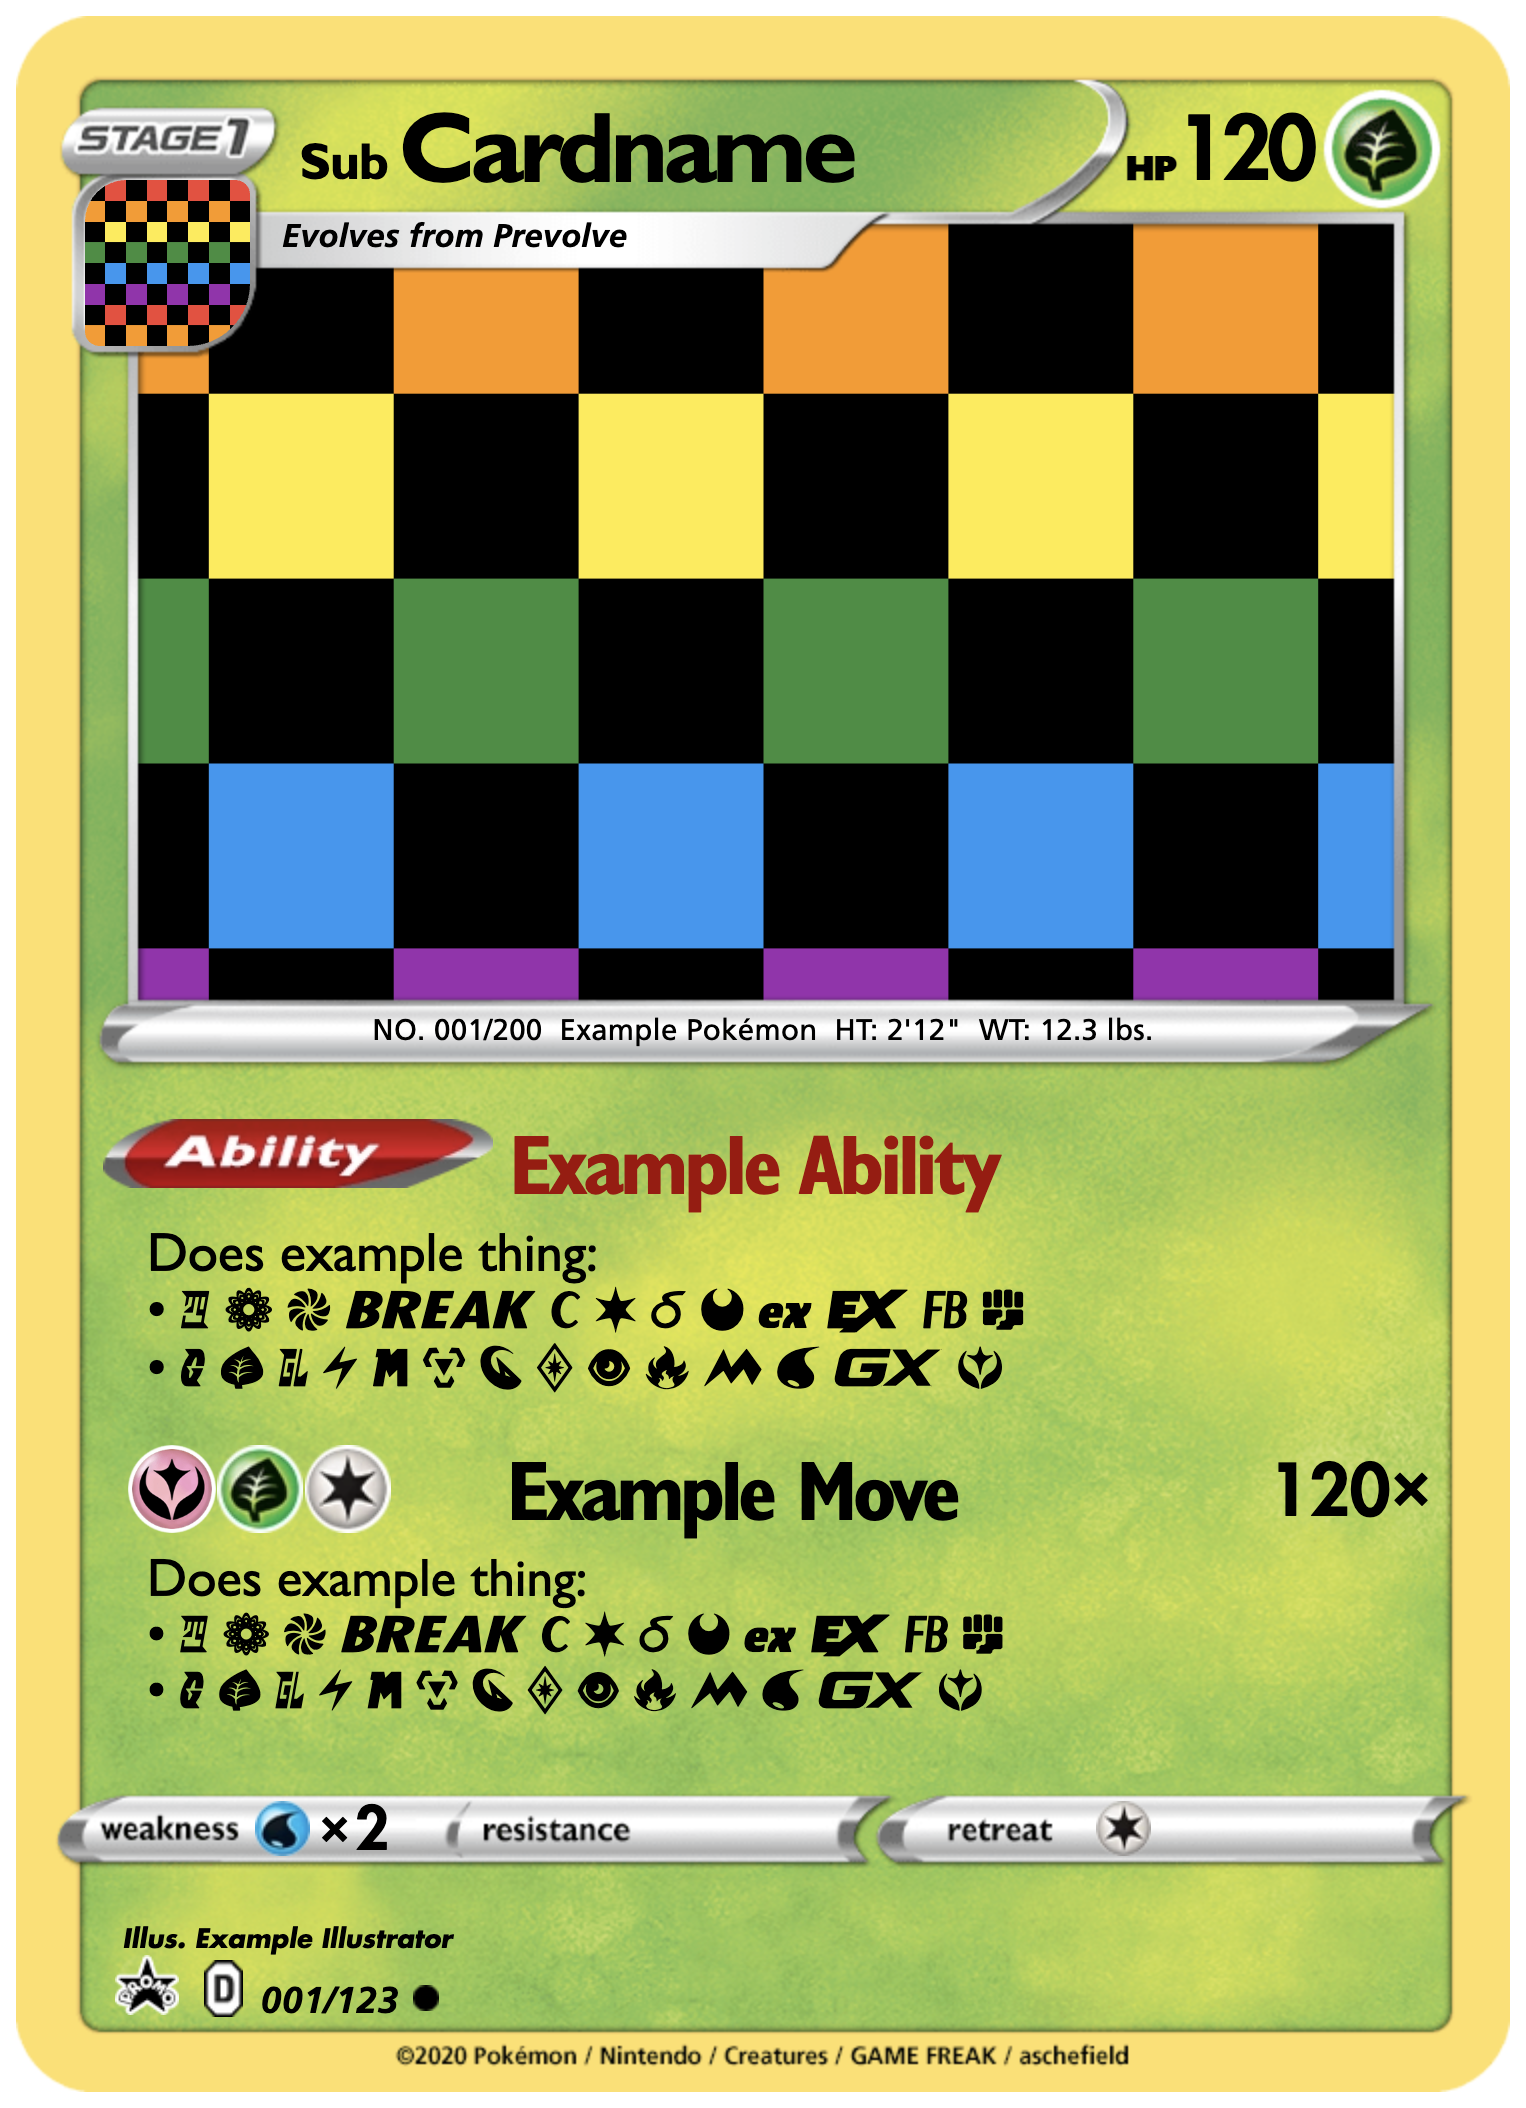 STAGE 1
Sub Cardname
HP 120
Evolves from Prevolve
NO. 001/200 Example Pokémon HT: 2'12" WT: 12.3 lbs.
Ability Example Ability
Does example thing:
• BREAK C δ ex EX FB
• G GL M GX
Example Move 120×
Does example thing:
• BREAK C δ ex EX FB
• G GL M GX
weakness ×2 resistance retreat
Illus. Example Illustrator
PROMO D 001/123 ●
©2020 Pokémon / Nintendo / Creatures / GAME FREAK / aschefield